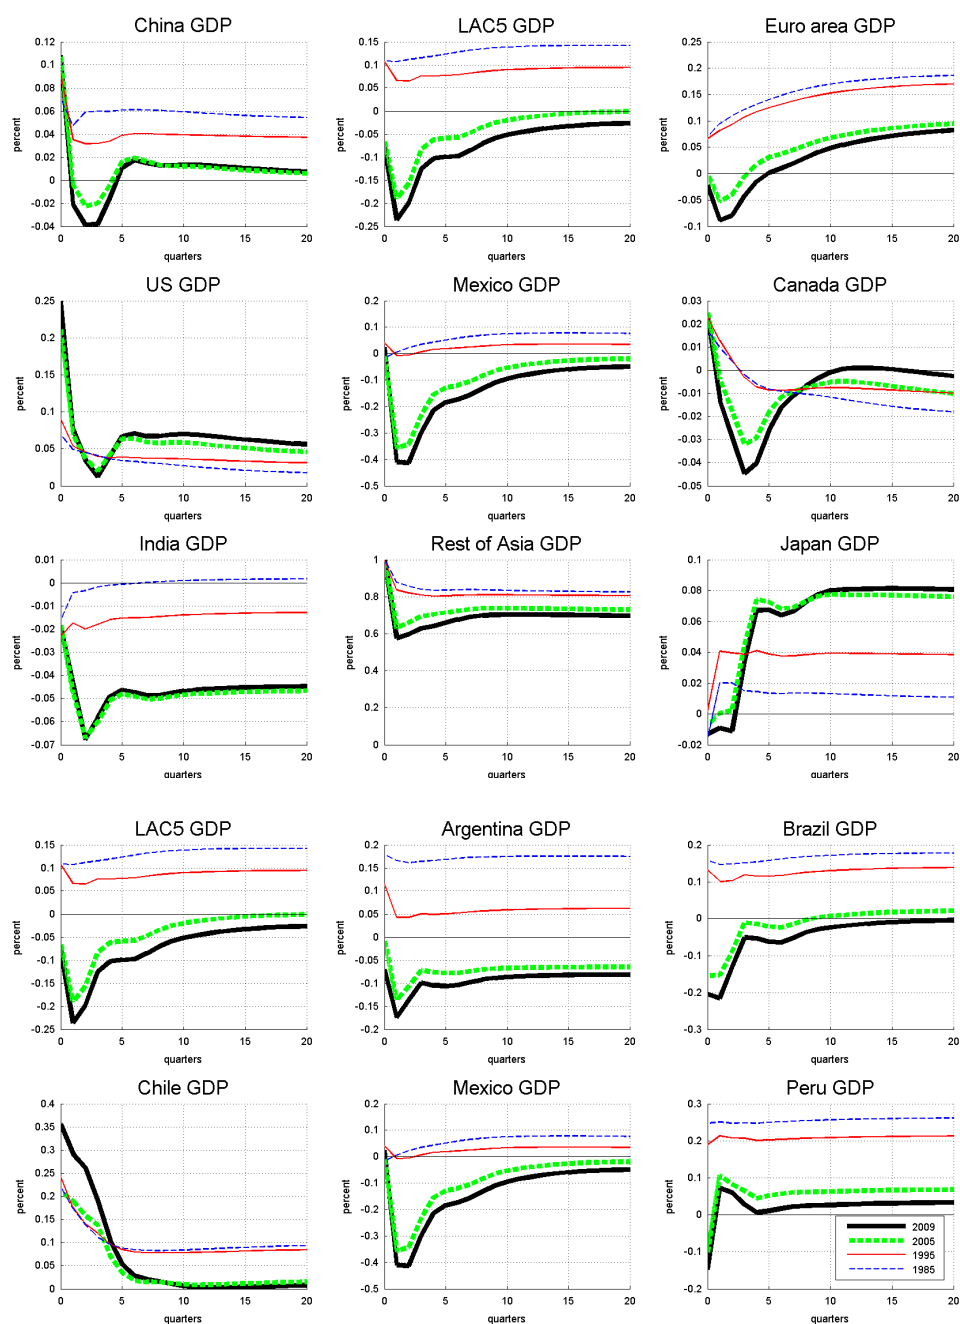 China GDP
LAC5 GDP
Euro area GDP
0.12
0.1
0.08
0.06
0.04
0.02
0
-0.02
-0.04
percent
0 5 10 15 20
quarters
0.15
0.1
0.05
0
-0.05
-0.1
-0.15
-0.2
-0.25
percent
0 5 10 15 20
quarters
0.25
0.2
0.15
0.1
0.05
0
-0.05
-0.1
percent
0 5 10 15 20
quarters
US GDP
Mexico GDP
Canada GDP
0.25
0.2
0.15
0.1
0.05
0
percent
0 5 10 15 20
quarters
0.2
0.1
0
-0.1
-0.2
-0.3
-0.4
-0.5
percent
0 5 10 15 20
quarters
0.03
0.02
0.01
0
-0.01
-0.02
-0.03
-0.04
-0.05
percent
0 5 10 15 20
quarters
India GDP
Rest of Asia GDP
Japan GDP
0.01
0
-0.01
-0.02
-0.03
-0.04
-0.05
-0.06
-0.07
percent
0 5 10 15 20
quarters
1
0.8
0.6
0.4
0.2
0
percent
0 5 10 15 20
quarters
0.1
0.08
0.06
0.04
0.02
0
-0.02
percent
0 5 10 15 20
quarters
LAC5 GDP
Argentina GDP
Brazil GDP
0.15
0.1
0.05
0
-0.05
-0.1
-0.15
-0.2
-0.25
percent
0 5 10 15 20
quarters
0.2
0.15
0.1
0.05
0
-0.05
-0.1
-0.15
-0.2
percent
0 5 10 15 20
quarters
0.2
0.1
0
-0.1
-0.2
-0.3
percent
0 5 10 15 20
quarters
Chile GDP
Mexico GDP
Peru GDP
0.4
0.35
0.3
0.25
0.2
0.15
0.1
0.05
0
percent
0 5 10 15 20
quarters
0.2
0.1
0
-0.1
-0.2
-0.3
-0.4
-0.5
percent
0 5 10 15 20
quarters
0.3
0.2
0.1
0
-0.1
-0.2
percent
2009
2005
1995
1985
0 5 10 15 20
quarters